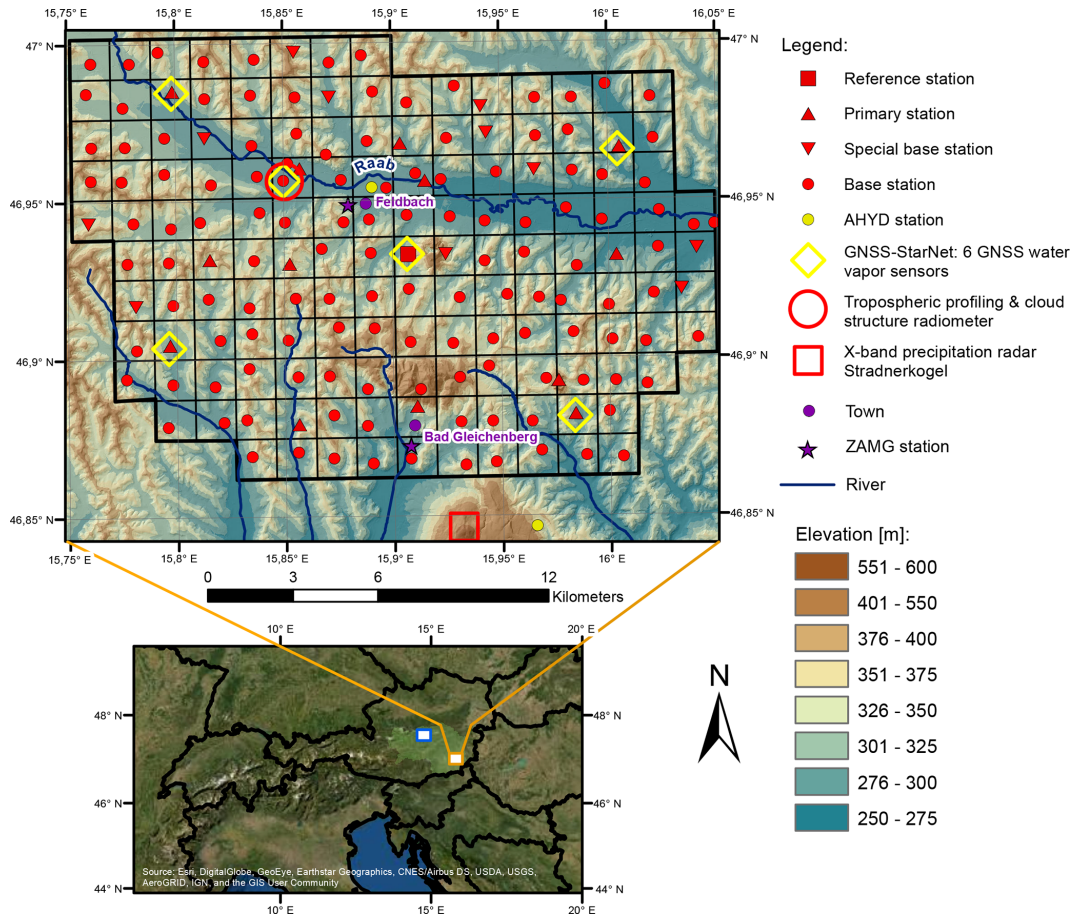 15,75° E 15,8° E 15,85° E 15,9° E 15,95° E 16° E 16,05° E
47° N 47° N
46,95° N 46,95° N
46,9° N 46,9° N
46,85° N 46,85° N
Raab
Feldbach
Bad Gleichenberg
15,75° E 15,8° E 15,85° E 15,9° E 15,95° E 16° E
0 3 6 12
Kilometers
Legend:
Reference station
Primary station
Special base station
Base station
AHYD station
GNSS-StarNet: 6 GNSS water
vapor sensors
Tropospheric profiling & cloud
structure radiometer
X-band precipitation radar
Stradnerkogel
Town
ZAMG station
River
Elevation [m]:
551 - 600
401 - 550
376 - 400
351 - 375
326 - 350
301 - 325
276 - 300
250 - 275
N
10° E 15° E 20° E
48° N 48° N
46° N 46° N
44° N 44° N
Source: Esri, DigitalGlobe, GeoEye, Earthstar Geographics, CNES/Airbus DS, USDA, USGS,
AeroGRID, IGN, and the GIS User Community
10° E 15° E 20° E